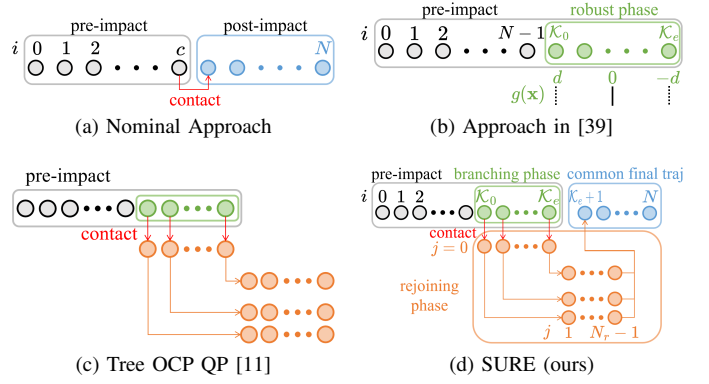 pre-impact
post-impact
i 0 1 2 c N
contact
(a) Nominal Approach
pre-impact
robust phase
i 0 1 2 N − 1 𝒦₀ 𝒦ₑ
d 0 −d
g(𝐱)
(b) Approach in [39]
pre-impact
contact
(c) Tree OCP QP [11]
pre-impact
branching phase
common final traj
i 0 1 2 𝒦₀ 𝒦ₑ 𝒦ₑ+1 N
contact
j = 0
rejoining
phase
j 1 Nᵣ − 1
(d) SURE (ours)